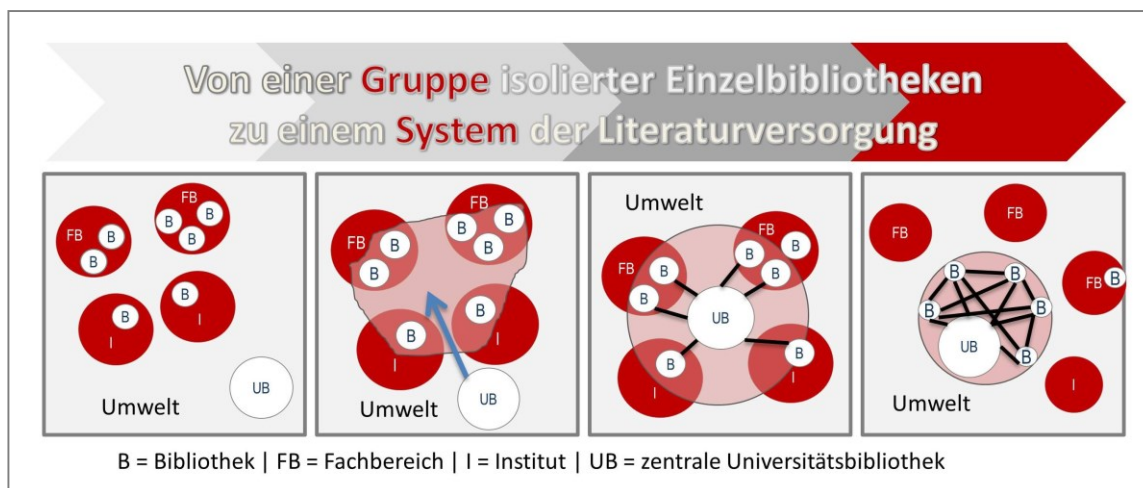 Von einer Gruppe isolierter Einzelbibliotheken
zu einem System der Literaturversorgung
FB
B
B
FB
B
B
B
B
I
B
I
UB
Umwelt
FB
B
B
FB
B
B
B
B
I
B
I
UB
Umwelt
Umwelt
FB
B
B
FB
B
B
B
UB
B
I
B
I
FB
FB
FB
B
B
B
B
B
B
UB
I
Umwelt
B = Bibliothek | FB = Fachbereich | I = Institut | UB = zentrale Universitätsbibliothek